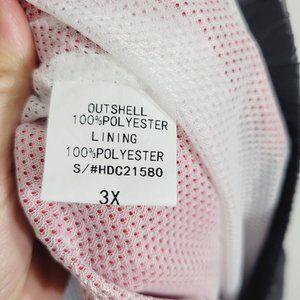 OUTSHELL
100%POLYESTER
LINING
100%POLYESTER
S/#HDC21580
3X